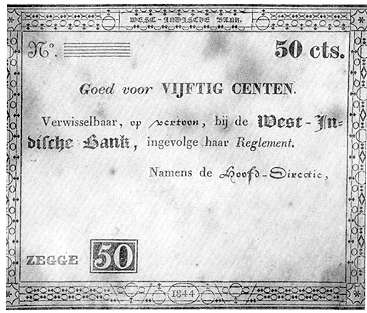 WEST-INDISCHE BANK.
No. 50 cts.
Goed voor VIJFTIG CENTEN.
Verwisselbaar, op vertoon, bij de West-In-
dische Bank, ingevolge haar Reglement.
Namens de Hoofd-Directie,
ZEGGE 50
1844